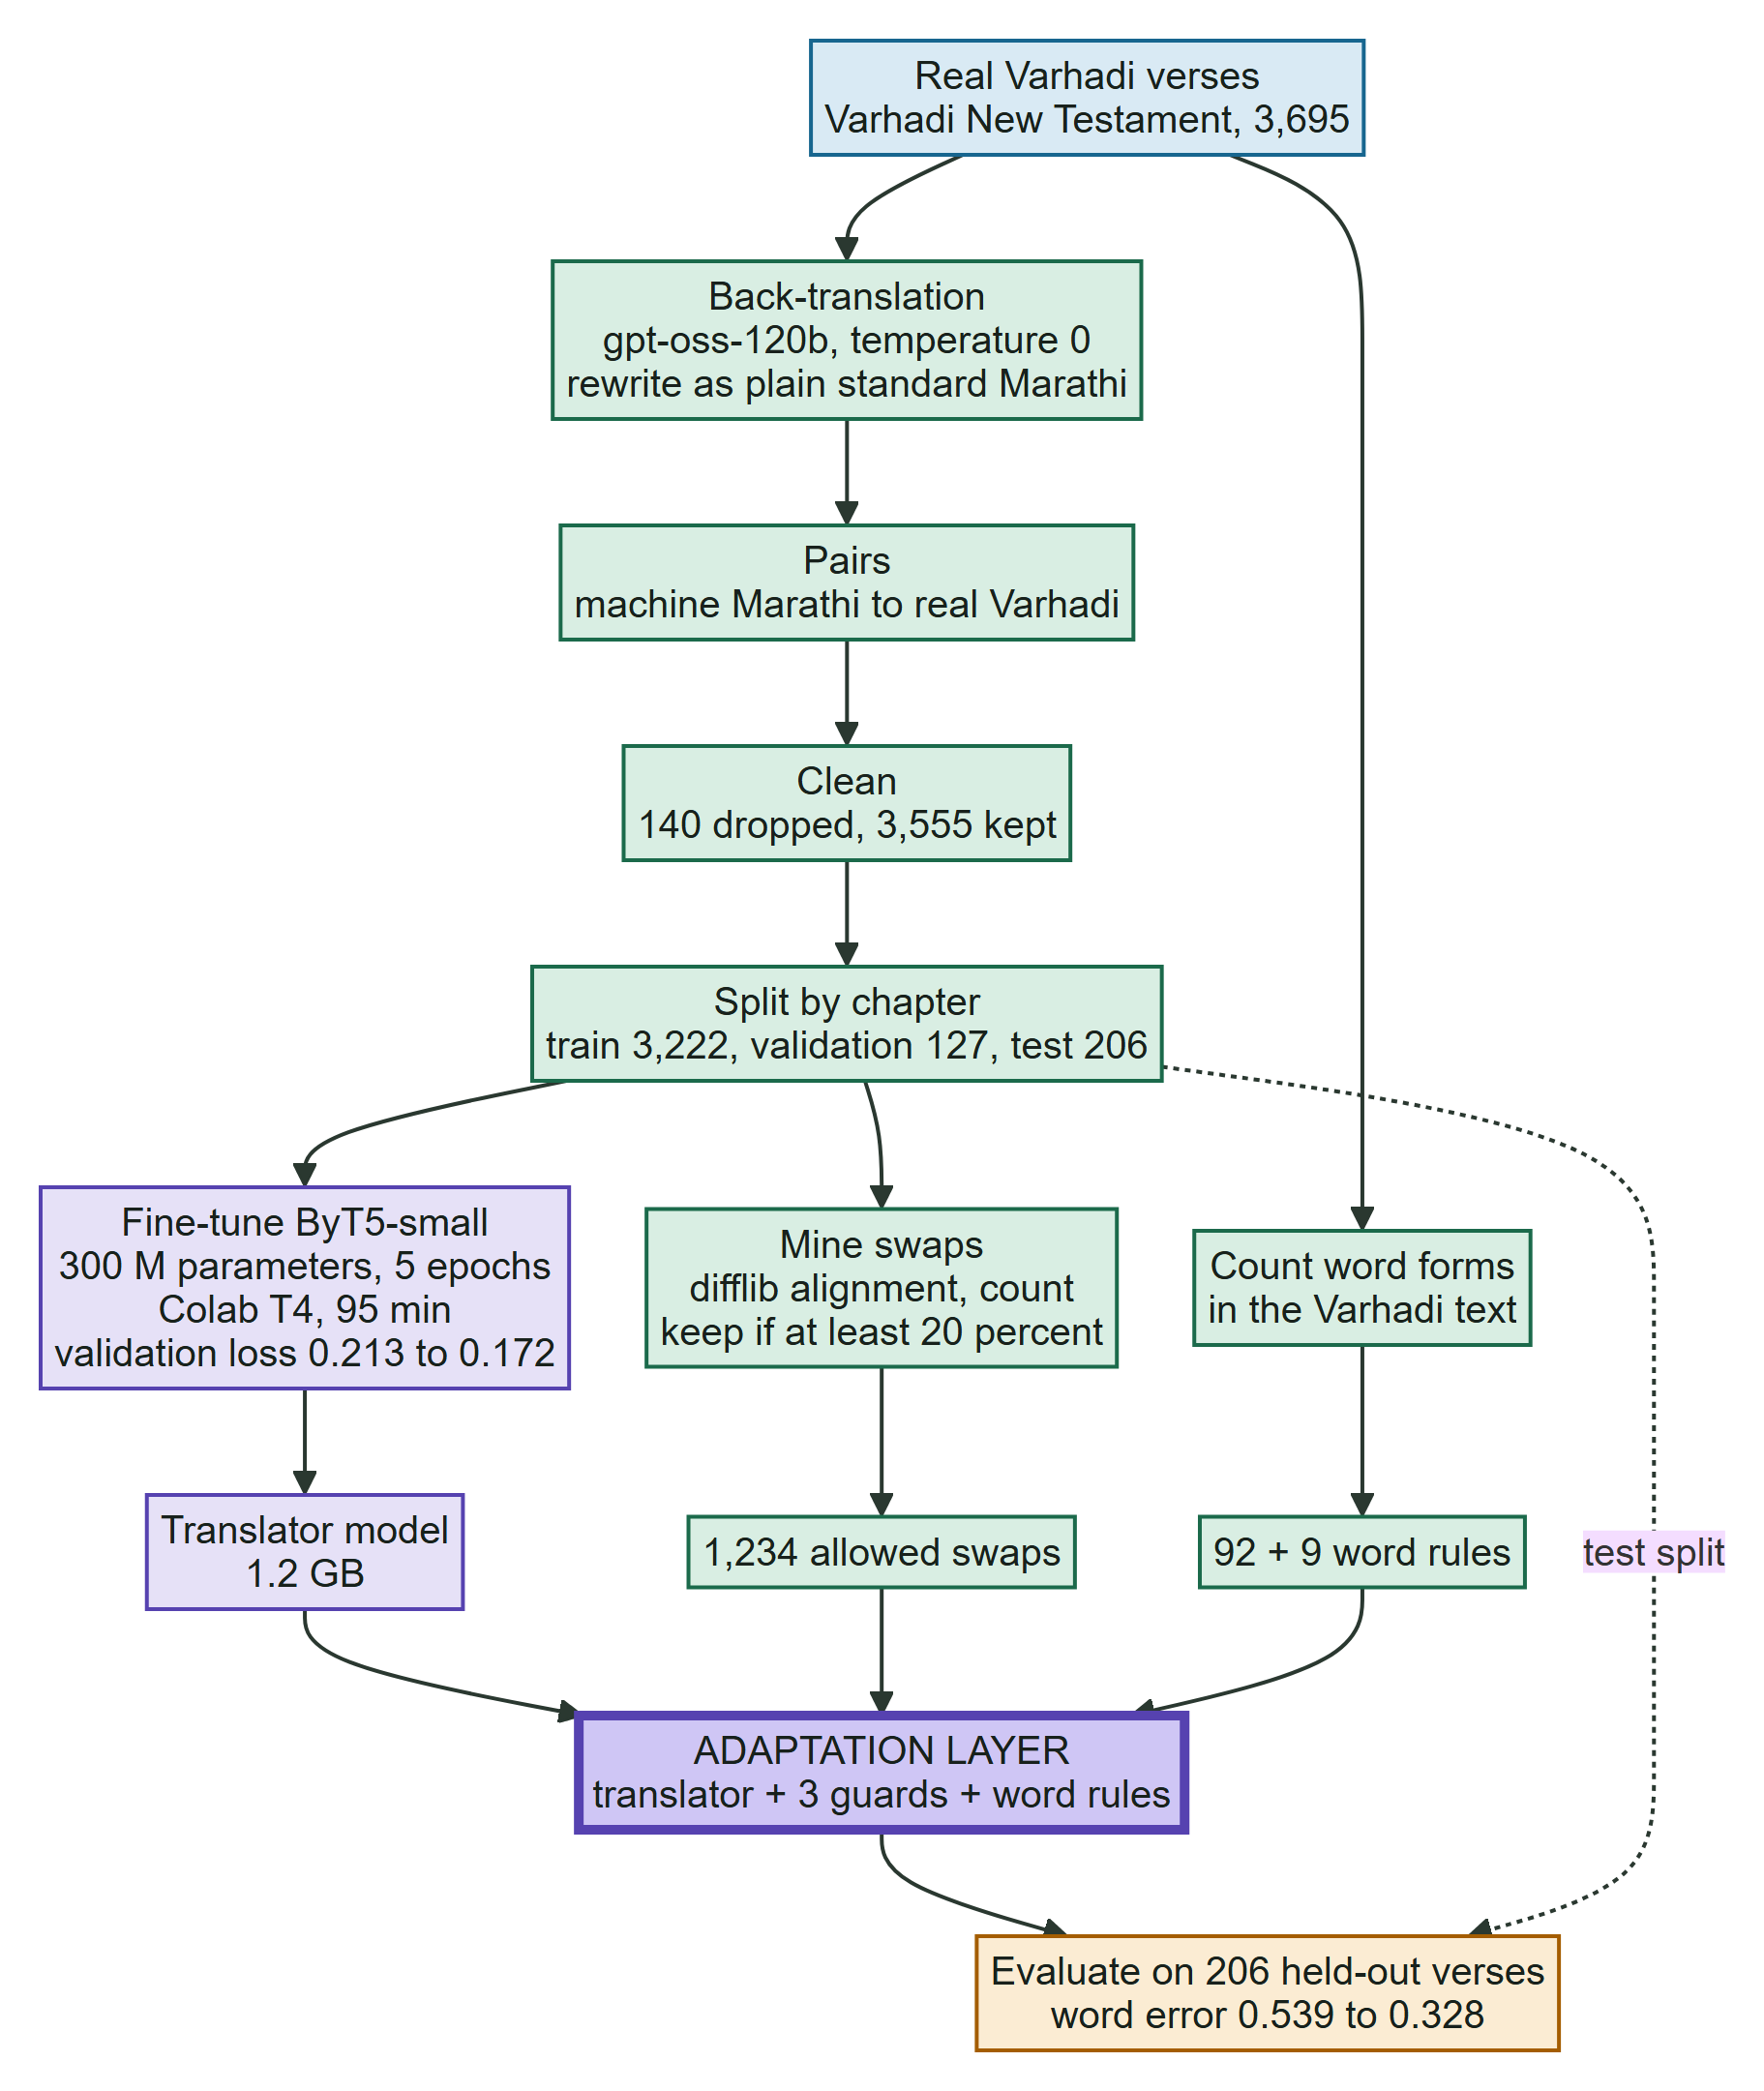 Real Varhadi verses
Varhadi New Testament, 3,695
Back-translation
gpt-oss-120b, temperature 0
rewrite as plain standard Marathi
Pairs
machine Marathi to real Varhadi
Clean
140 dropped, 3,555 kept
Split by chapter
train 3,222, validation 127, test 206
Fine-tune ByT5-small
300 M parameters, 5 epochs
Colab T4, 95 min
validation loss 0.213 to 0.172
Mine swaps
difflib alignment, count
keep if at least 20 percent
Count word forms
in the Varhadi text
Translator model
1.2 GB
1,234 allowed swaps
92 + 9 word rules
test split
ADAPTATION LAYER
translator + 3 guards + word rules
Evaluate on 206 held-out verses
word error 0.539 to 0.328